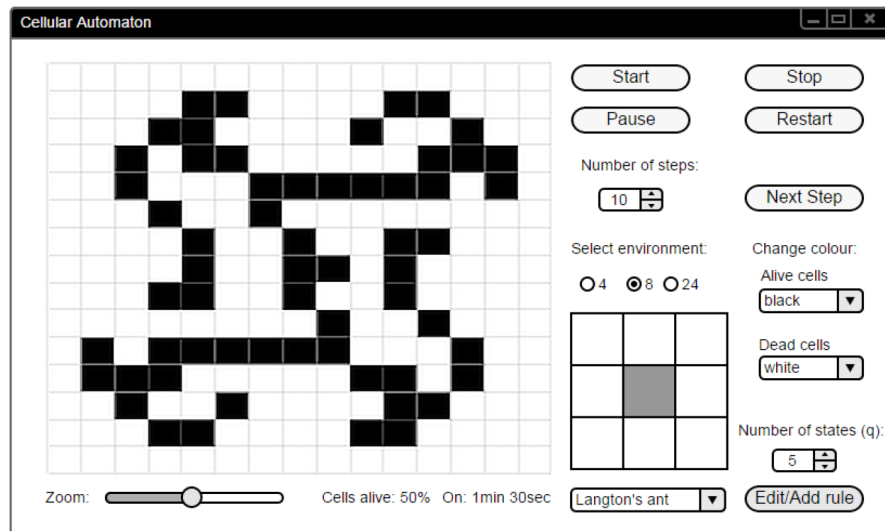 Cellular Automaton
Start
Stop
Pause
Restart
Number of steps:
10
Next Step
Select environment:
4 8 24
Change colour:
Alive cells
black
Dead cells
white
Number of states (q):
5
Zoom:
Cells alive: 50% On: 1min 30sec
Langton's ant
Edit/Add rule